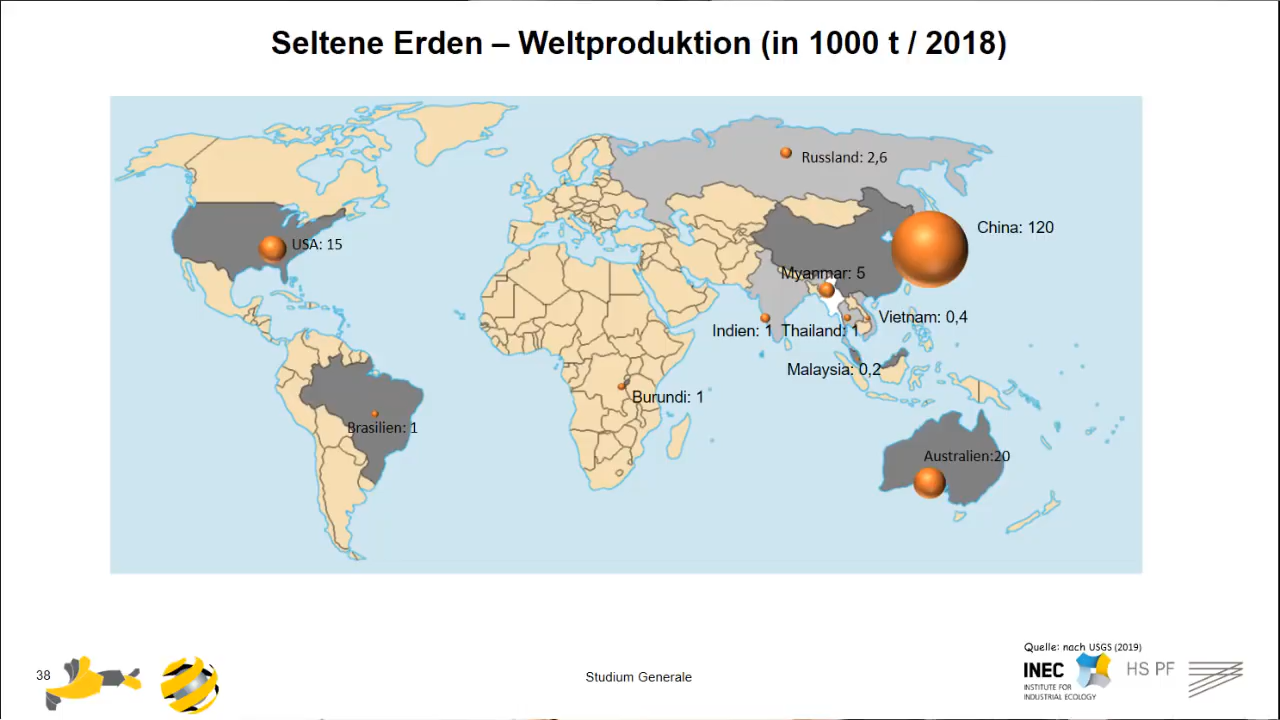 Seltene Erden – Weltproduktion (in 1000 t / 2018)
Russland: 2,6
China: 120
USA: 15
Myanmar: 5
Vietnam: 0,4
Indien: 1
Thailand: 1
Malaysia: 0,2
Burundi: 1
Brasilien: 1
Australien:20
Quelle: nach USGS (2019)
38
Studium Generale
INEC
INSTITUTE FOR
INDUSTRIAL ECOLOGY
HS PF